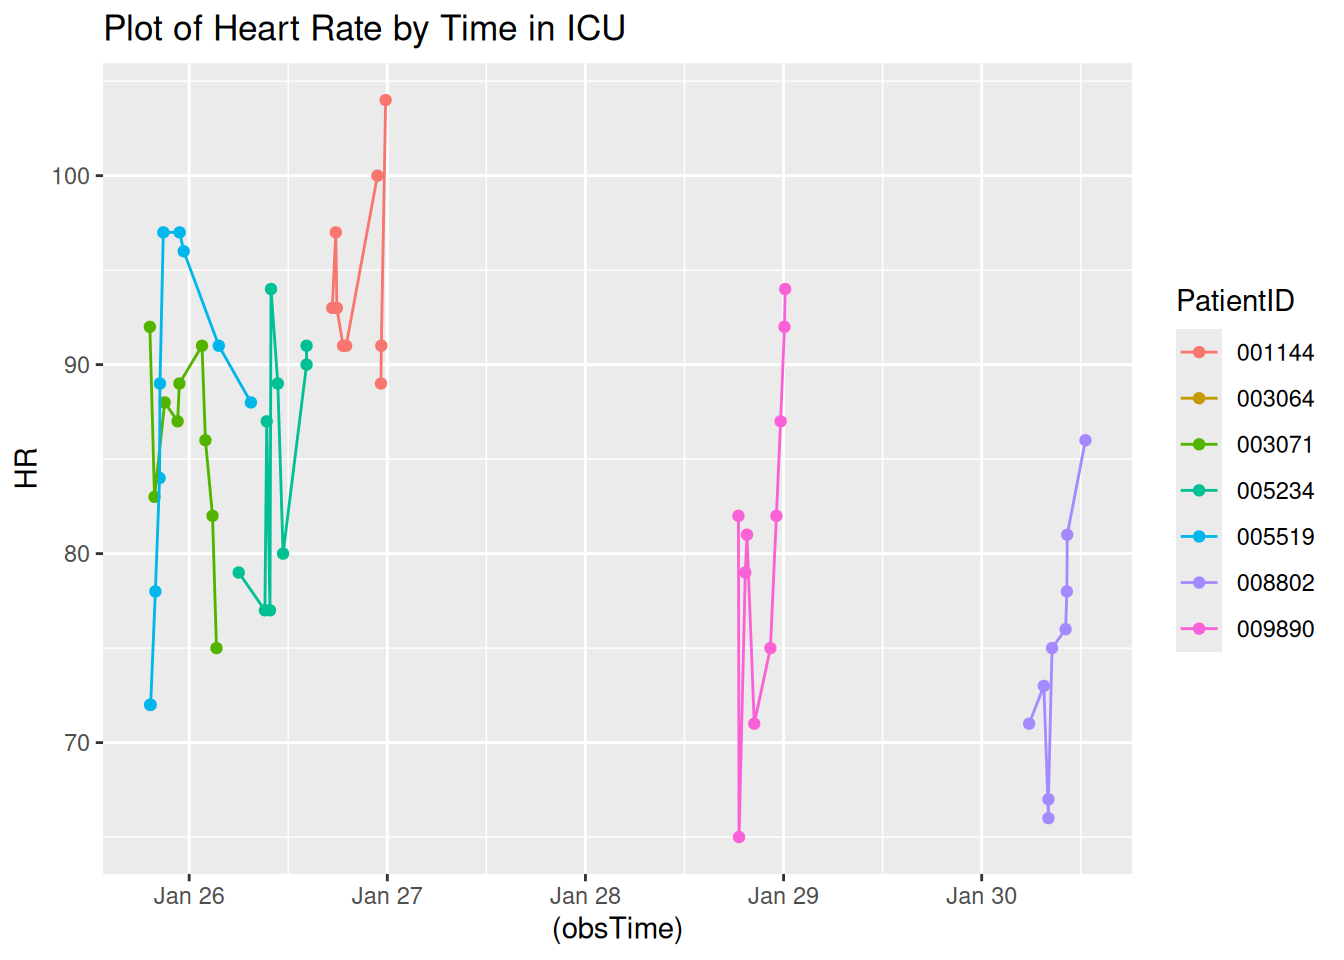 Plot of Heart Rate by Time in ICU
HR
100
90
80
70
Jan 26 Jan 27 Jan 28 Jan 29 Jan 30
(obsTime)
PatientID
001144
003064
003071
005234
005519
008802
009890